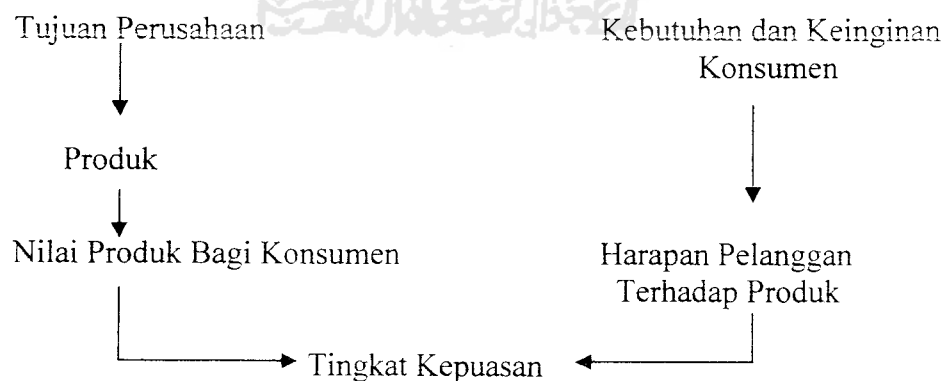 Tujuan Perusahaan
Kebutuhan dan Keinginan
Konsumen
Produk
Nilai Produk Bagi Konsumen
Harapan Pelanggan
Terhadap Produk
Tingkat Kepuasan